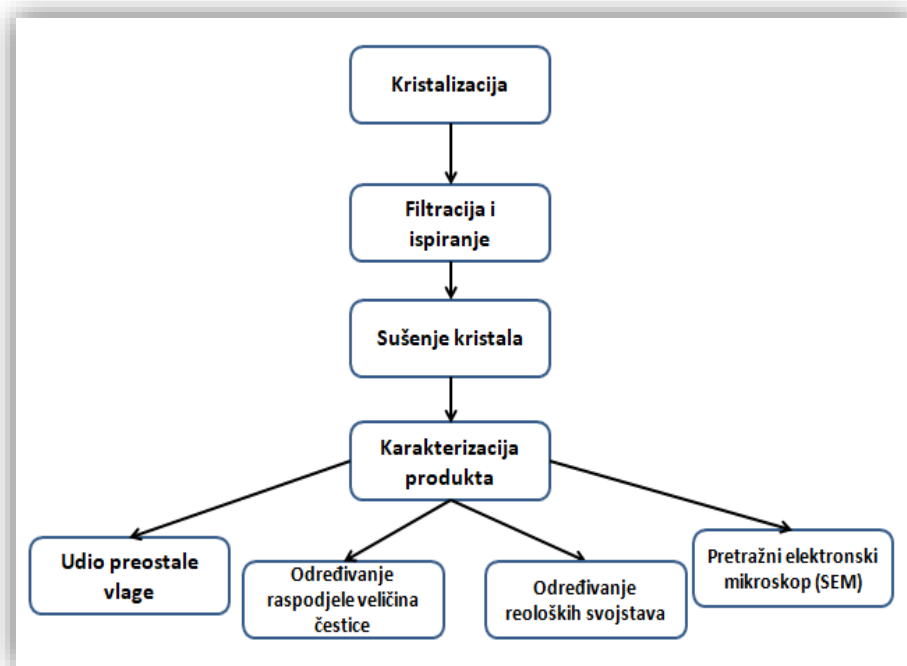 Kristalizacija
Filtracija i
ispiranje
Sušenje kristala
Karakterizacija
produkta
Udio preostale
vlage
Određivanje
raspodjele veličina
čestice
Određivanje
reoloških svojstava
Pretražni elektronski
mikroskop (SEM)